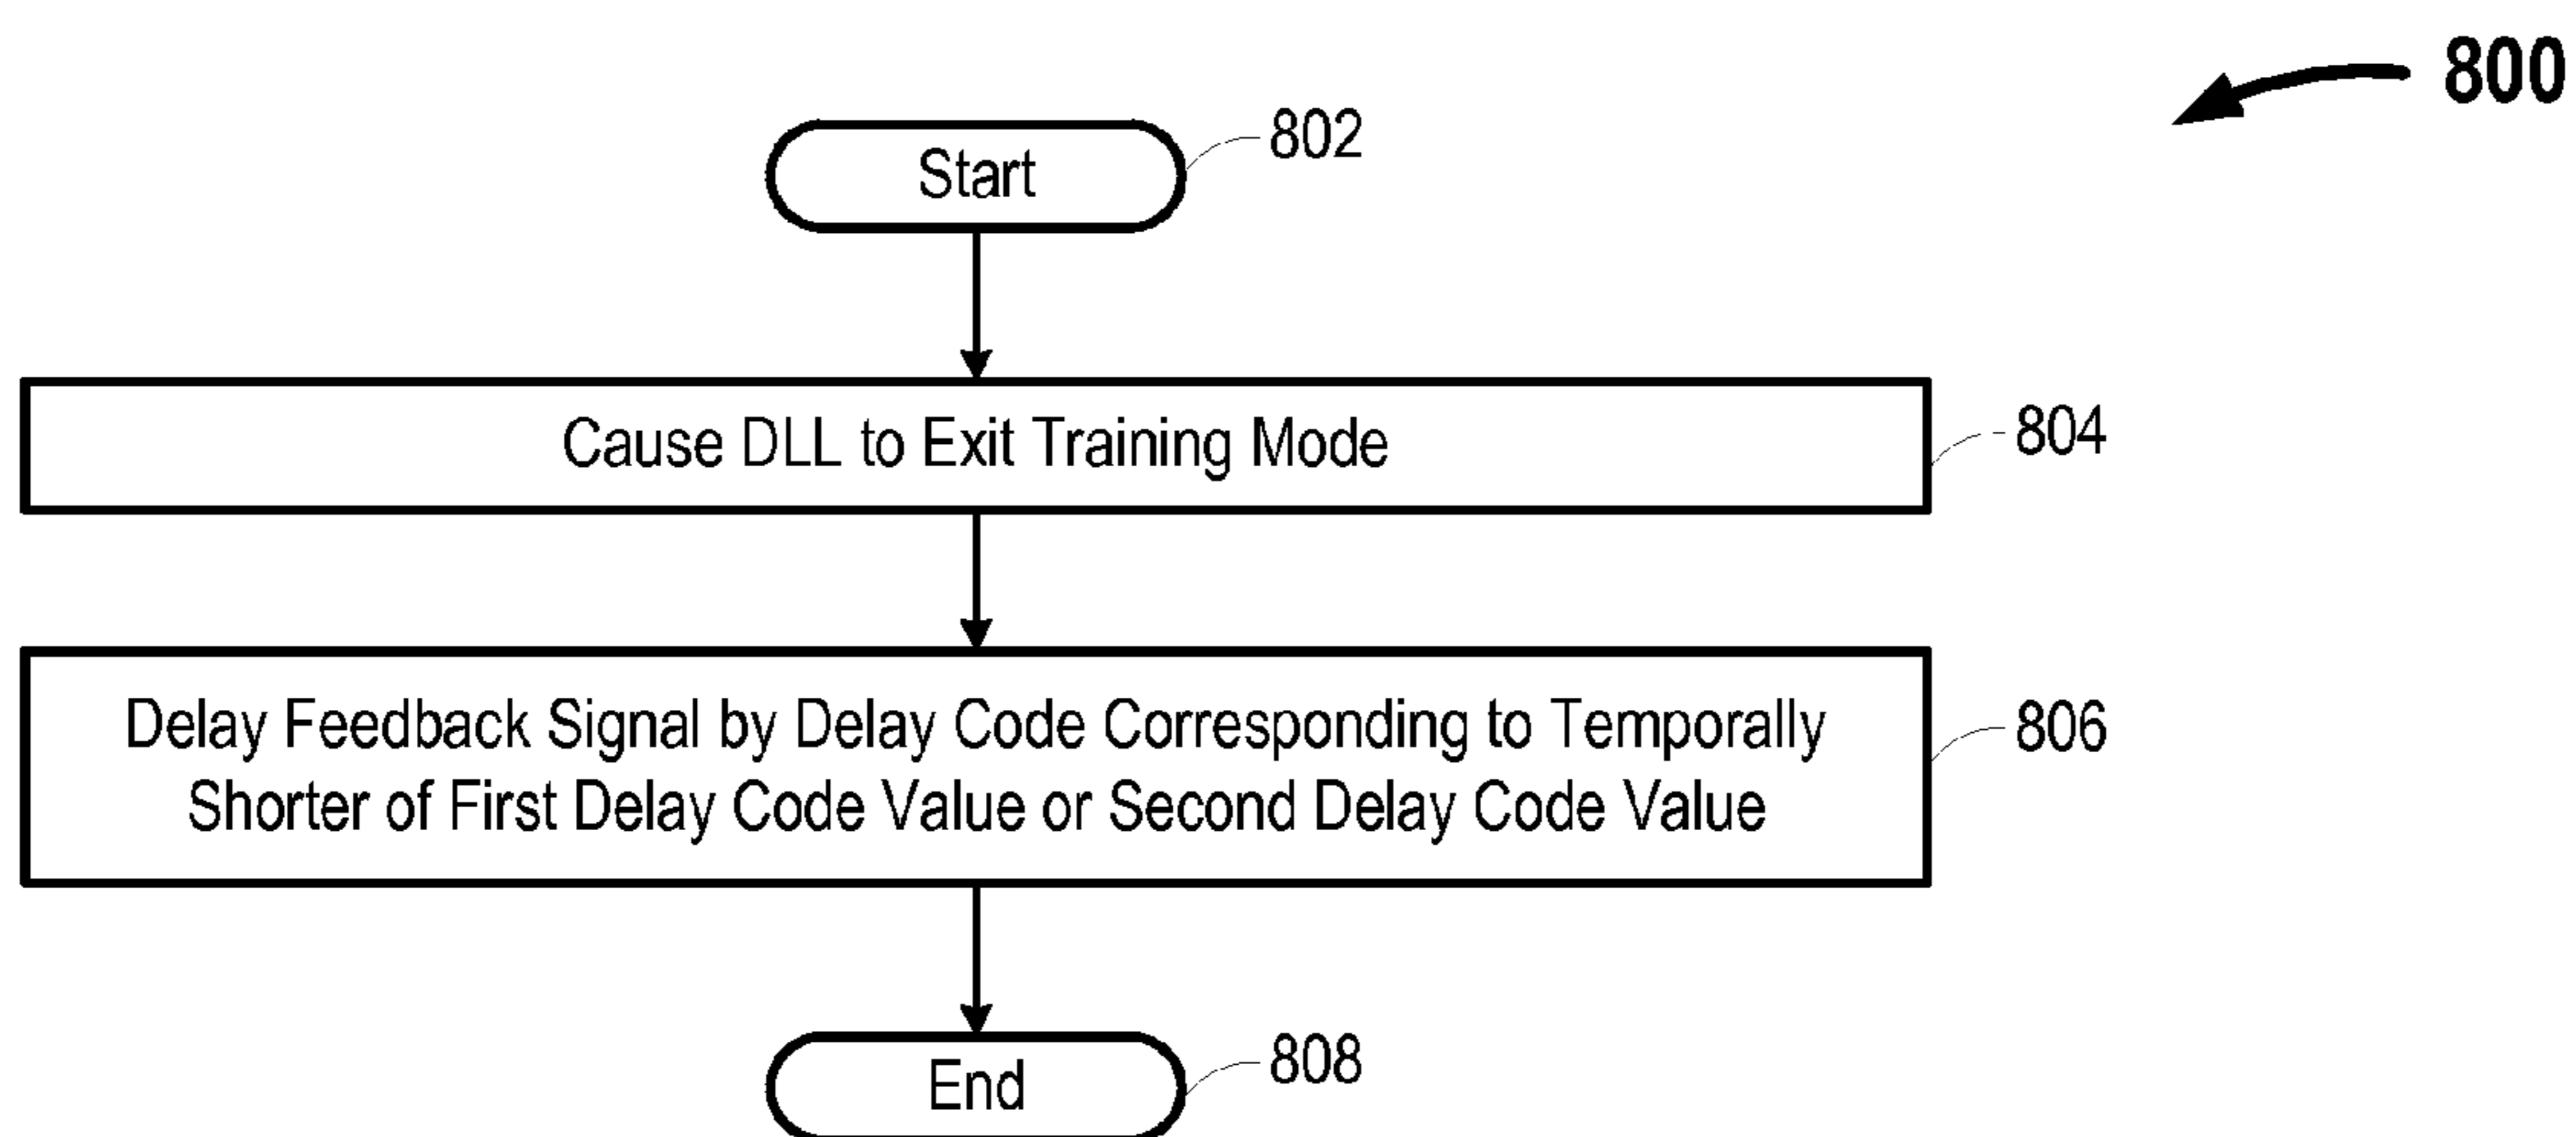 800
Start
802
Cause DLL to Exit Training Mode
804
Delay Feedback Signal by Delay Code Corresponding to Temporally
Shorter of First Delay Code Value or Second Delay Code Value
806
End
808